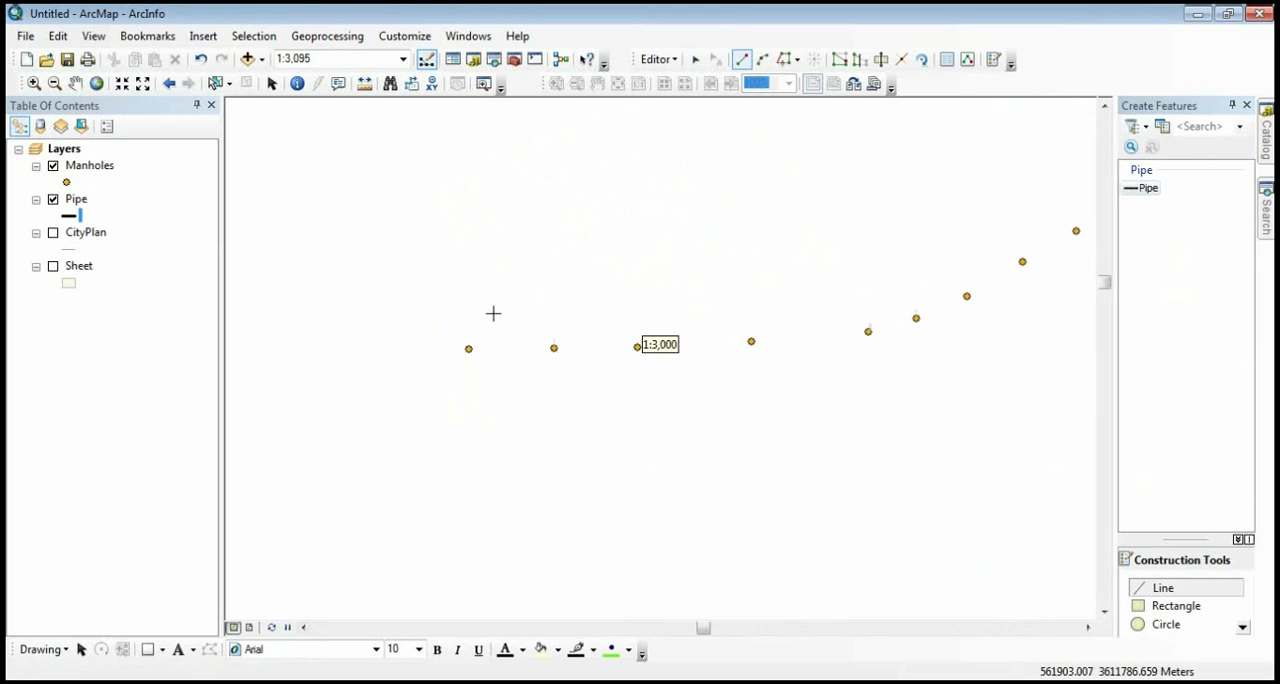 Untitled - ArcMap - ArcInfo
File Edit View Bookmarks Insert Selection Geoprocessing Customize Windows Help
1:3,095
Editor
Table Of Contents
Layers
Manholes
Pipe
CityPlan
Sheet
1:3,000
Create Features
<Search>
Pipe
Pipe
Catalog
Search
Construction Tools
Line
Rectangle
Circle
Drawing
A
Arial
10
B I U A
561903.007 3611786.659 Meters